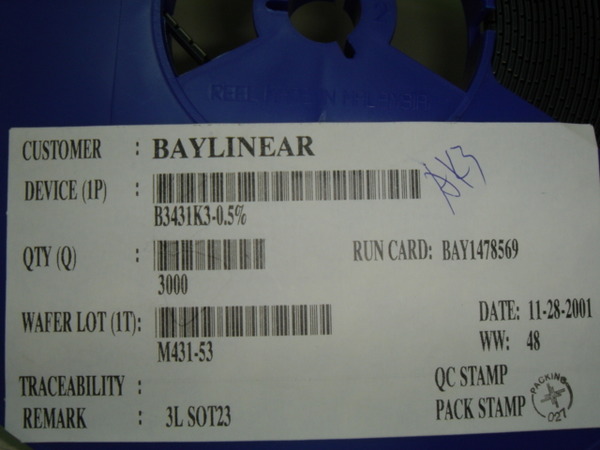 CUSTOMER : BAYLINEAR
DEVICE (1P) :
B3431K3-0.5%
AK3
QTY (Q) :
3000
RUN CARD: BAY1478569
WAFER LOT (1T):
M431-53
DATE: 11-28-2001
WW: 48
TRACEABILITY :
QC STAMP
REMARK : 3L SOT23
PACK STAMP
PACKING
027